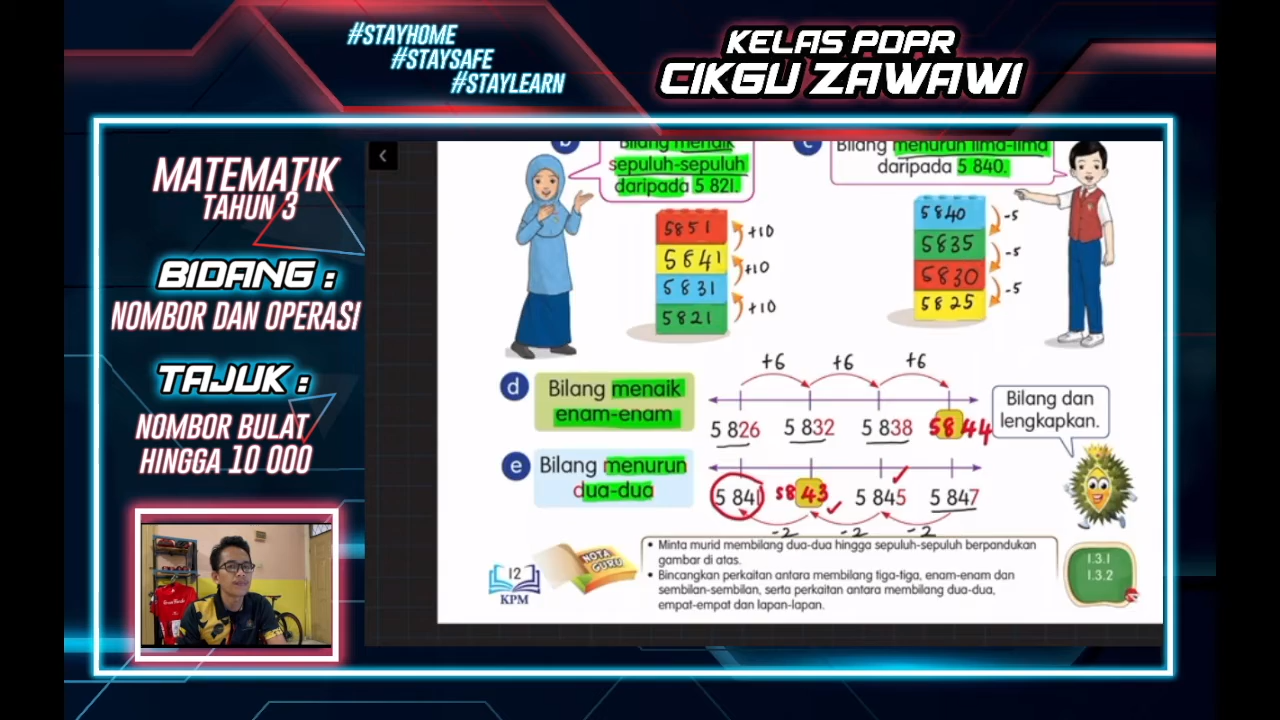 #STAYHOME
#STAYSAFE
#STAYLEARN
KELAS PDPR
CIKGU ZAWAWI
MATEMATIK
TAHUN 3
BIDANG :
NOMBOR DAN OPERASI
TAJUK :
NOMBOR BULAT
HINGGA 10 000
b
Bilang menaik
sepuluh-sepuluh
daripada 5 821.
5851
5841
5831
5821
+10
+10
+10
c
Bilang menurun lima-lima
daripada 5 840.
5840
5835
5830
5825
-5
-5
-5
d
Bilang menaik
enam-enam
+6 +6 +6
5 826 5 832 5 838 5844
Bilang dan
lengkapkan.
e
Bilang menurun
dua-dua
5 841 5843 5 845 5 847
-2 -2 -2
12
KPM
NOTA
GURU
• Minta murid membilang dua-dua hingga sepuluh-sepuluh berpandukan
gambar di atas.
• Bincangkan perkaitan antara membilang tiga-tiga, enam-enam dan
sembilan-sembilan, serta perkaitan antara membilang dua-dua,
empat-empat dan lapan-lapan.
1.3.1
1.3.2